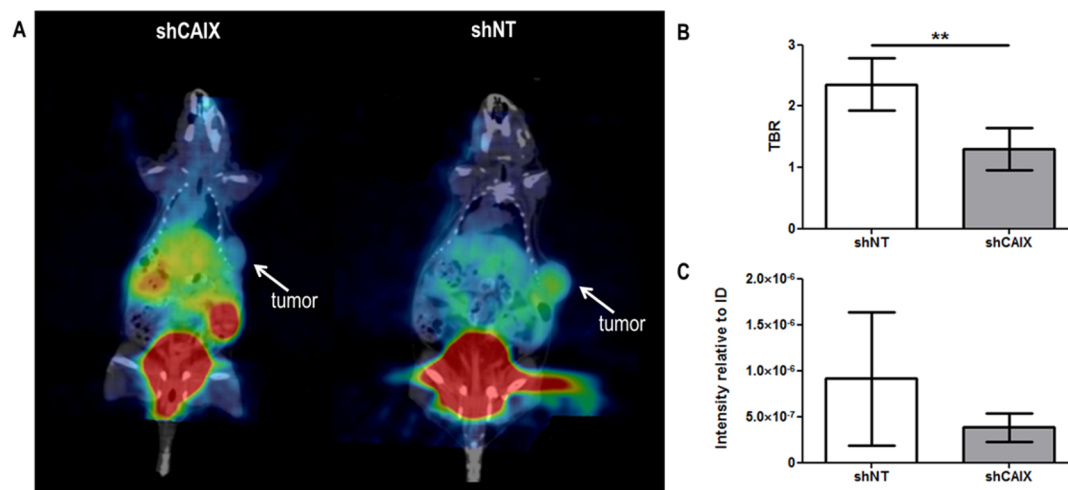 A
shCAIX
shNT
tumor
tumor
B
**
3
2
1
0
TBR
shNT
shCAIX
C
2.0×10-6
1.5×10-6
1.0×10-6
5.0×10-7
0
Intensity relative to ID
shNT
shCAIX